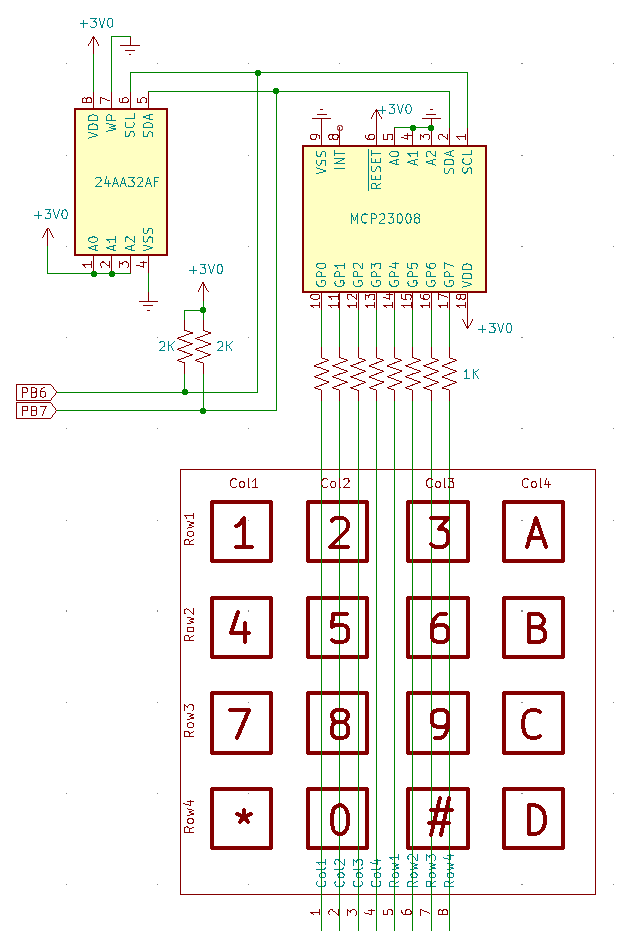 +3V0
8 7 6 5
VDD WP SCL SDA
24AA32AF
A0 A1 A2 VSS
1 2 3 4
+3V0
+3V0
2K 2K
PB6
PB7
+3V0
9 8 6 5 4 3 2 1
VSS INT RESET A0 A1 A2 SDA SCL
MCP23008
GP0 GP1 GP2 GP3 GP4 GP5 GP6 GP7 VDD
10 11 12 13 14 15 16 17 18
+3V0
1K
Col1 Col2 Col3 Col4
Row1 1 2 3 A
Row2 4 5 6 B
Row3 7 8 9 C
Row4 * 0 # D
Col1 Col2 Col3 Col4 Row1 Row2 Row3 Row4
1 2 3 4 5 6 7 8